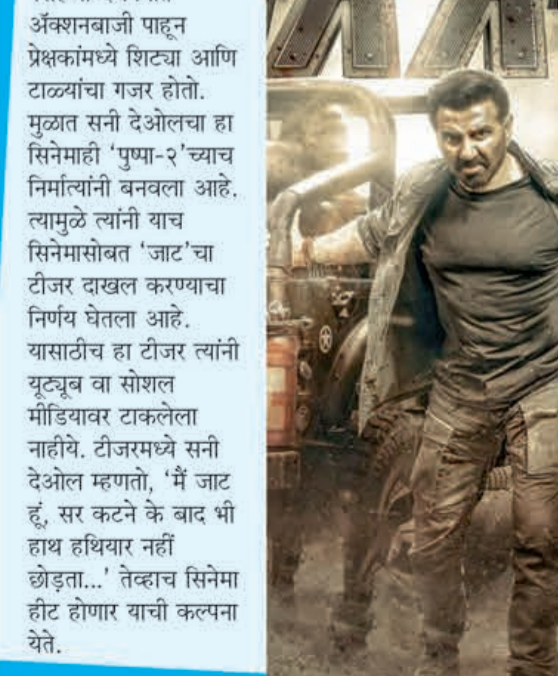 ॲक्शनबाजी पाहून
प्रेक्षकांमध्ये शिट्या आणि
टाळ्यांचा गजर होतो.
मुळात सनी देओलचा हा
सिनेमाही ‘पुष्पा-२’च्याच
निर्मात्यांनी बनवला आहे.
त्यामुळे त्यांनी याच
सिनेमासोबत ‘जाट’चा
टीजर दाखल करण्याचा
निर्णय घेतला आहे.
यासाठीच हा टीजर त्यांनी
यूट्यूब वा सोशल
मीडियावर टाकलेला
नाहीये. टीजरमध्ये सनी
देओल म्हणतो, ‘मैं जाट
हूं, सर कटने के बाद भी
हाथ हथियार नहीं
छोड़ता...’ तेव्हाच सिनेमा
हीट होणार याची कल्पना
येते.